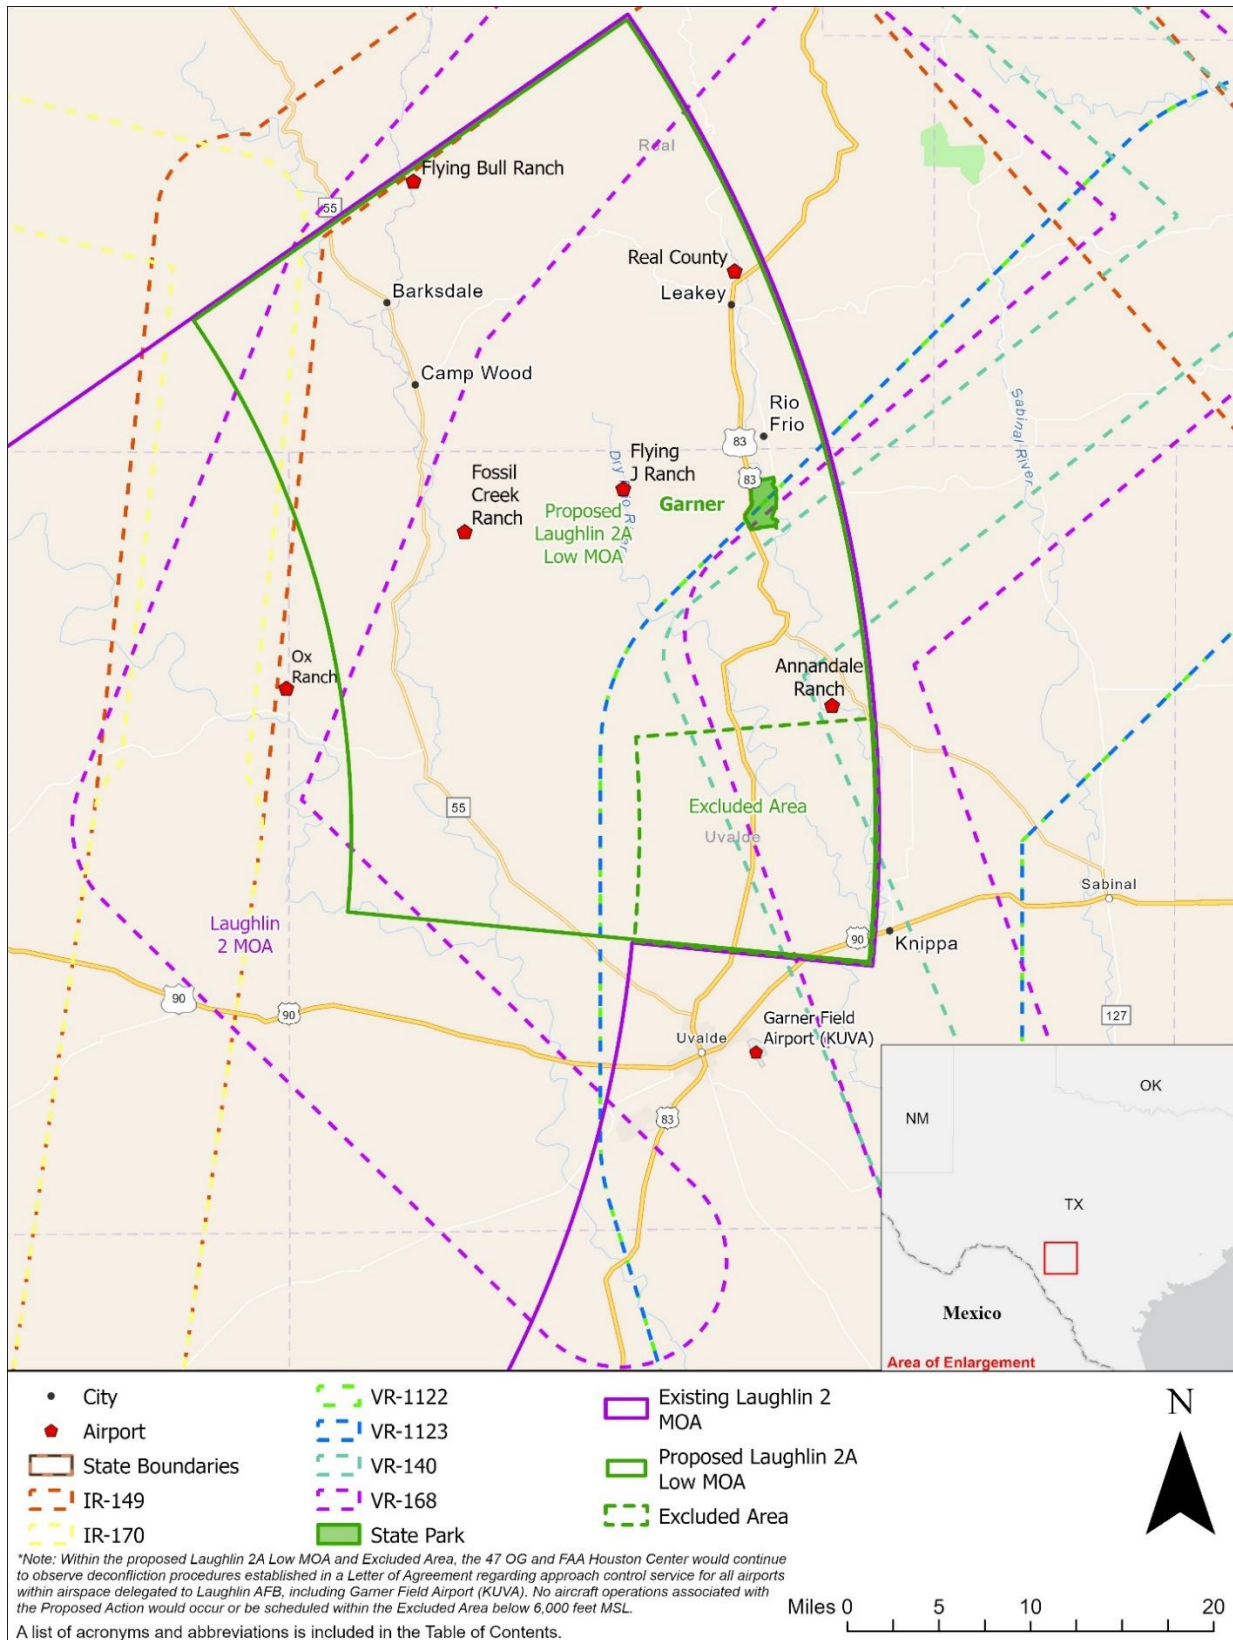 Real
Flying Bull Ranch
55
Real County
Barksdale
Leakey
Camp Wood
Rio
Frio
Sabinal River
83
Flying
J Ranch
83
Fossil
Creek
Ranch
Garner
Proposed
Laughlin 2A
Low MOA
Ox
Ranch
Annandale
Ranch
55
Excluded Area
Uvalde
Sabinal
Laughlin
2 MOA
90
Knippa
90
90
127
Garner Field
Airport (KUVA)
Uvalde
83
OK
NM
TX
Mexico
Area of Enlargement
City
Airport
State Boundaries
IR-149
IR-170
VR-1122
VR-1123
VR-140
VR-168
State Park
Existing Laughlin 2
MOA
Proposed Laughlin 2A
Low MOA
Excluded Area
N
*Note: Within the proposed Laughlin 2A Low MOA and Excluded Area, the 47 OG and FAA Houston Center would continue
to observe deconfliction procedures established in a Letter of Agreement regarding approach control service for all airports
within airspace delegated to Laughlin AFB, including Garner Field Airport (KUVA). No aircraft operations associated with
the Proposed Action would occur or be scheduled within the Excluded Area below 6,000 feet MSL.
A list of acronyms and abbreviations is included in the Table of Contents.
Miles 0 5 10 20